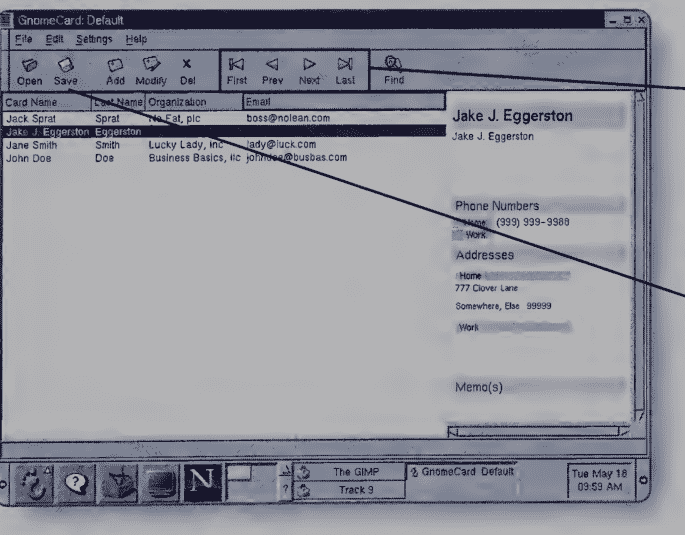 GnomeCard: Default
File Edit Settings Help
Open Save Add Modify Del First Prev Next Last Find
Card Name Last Name Organization Email
Jack Sprat Sprat No Fat, plc boss@nolean.com
Jake J. Eggerston Eggerston
Jane Smith Smith Lucky Lady, Inc lady@luck.com
John Doe Doe Business Basics, llc johndoe@busbas.com
Jake J. Eggerston
Jake J. Eggerston
Phone Numbers
Home (999) 999-9988
Work
Addresses
Home
777 Clover Lane
Somewhere, Else 99999
Work
Memo(s)
N
?
The GIMP
GnomeCard Default
Track 9
Tue May 18
09:59 AM